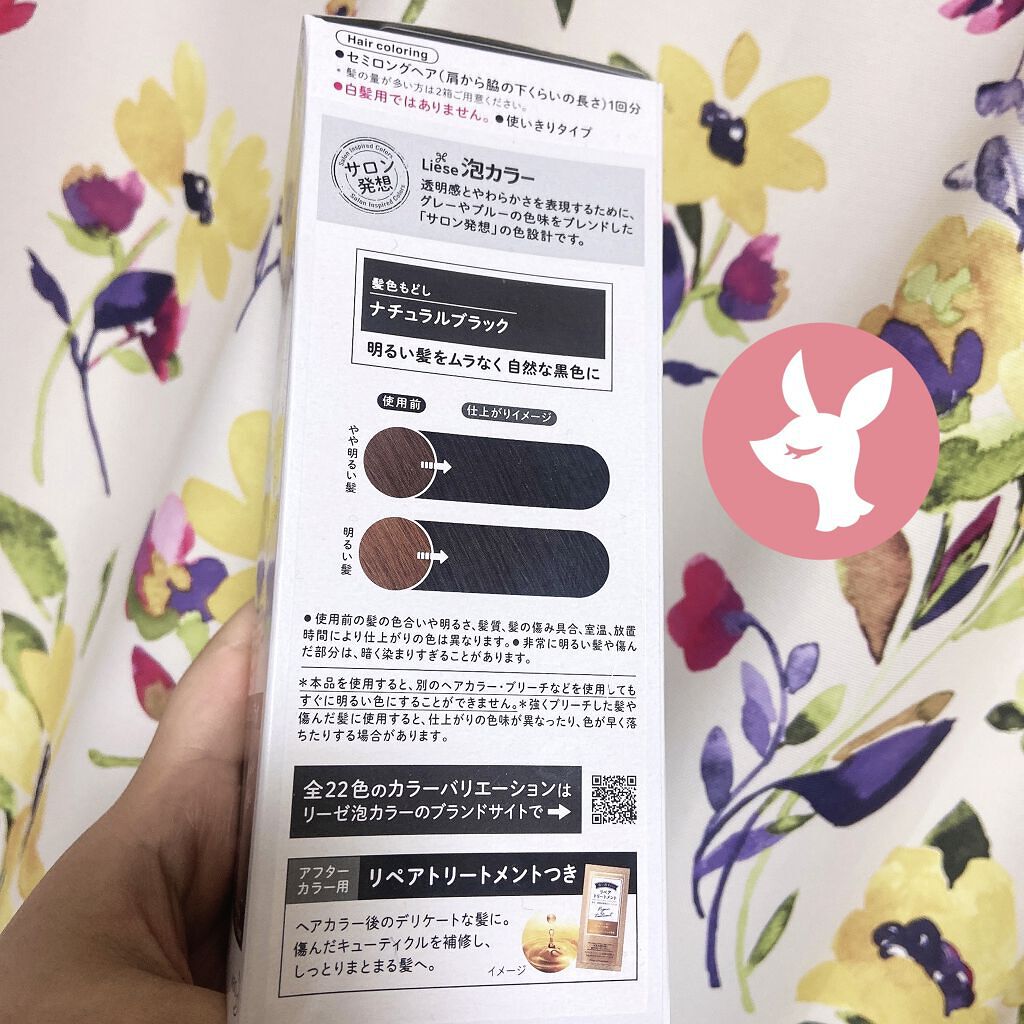 Hair coloring
●セミロングヘア(肩から脇の下くらいの長さ)1回分
* 髪の量が多い方は2箱ご用意ください。
●白髪用ではありません。●使いきりタイプ
Salon Inspired Colors
サロン
発想
Salon Inspired Colors
Liese 泡カラー
透明感とやわらかさを表現するために、
グレーやブルーの色味をブレンドした
「サロン発想」の色設計です。
髪色もどし
ナチュラルブラック
明るい髪をムラなく 自然な黒色に
使用前
仕上がりイメージ
やや明るい髪
明るい髪
●使用前の髪の色合いや明るさ、髪質、髪の傷み具合、室温、放置
時間により仕上がりの色は異なります。●非常に明るい髪や傷ん
だ部分は、暗く染まりすぎることがあります。
*本品を使用すると、別のヘアカラー・ブリーチなどを使用しても
すぐに明るい色にすることができません。*強くブリーチした髪や
傷んだ髪に使用すると、仕上がりの色味が異なったり、色が早く落
ちたりする場合があります。
全22色のカラーバリエーションは
リーゼ泡カラーのブランドサイトで➡
アフター
カラー用
リペアトリートメントつき
ヘアカラー後のデリケートな髪に。
傷んだキューティクルを補修し、
しっとりまとまる髪へ。
イメージ
リペア
トリートメント